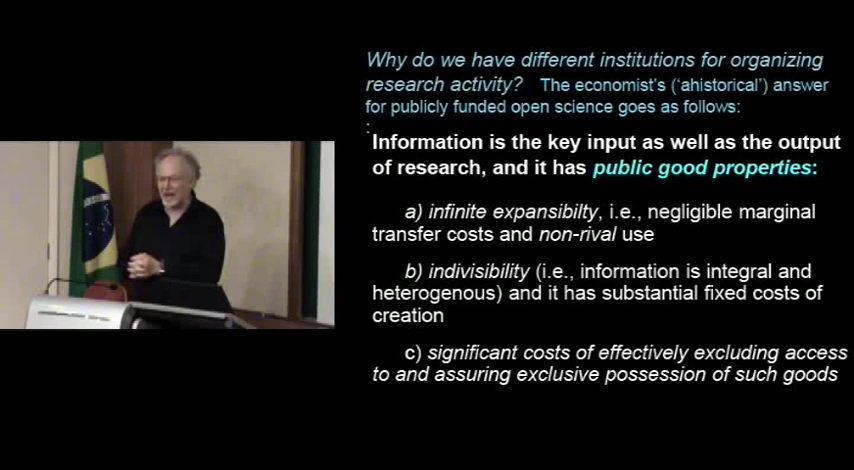 Why do we have different institutions for organizing
research activity? The economist's ('ahistorical') answer
for publicly funded open science goes as follows:
:
Information is the key input as well as the output
of research, and it has public good properties:
a) infinite expansibilty, i.e., negligible marginal
transfer costs and non-rival use
b) indivisibility (i.e., information is integral and
heterogenous) and it has substantial fixed costs of
creation
c) significant costs of effectively excluding access
to and assuring exclusive possession of such goods